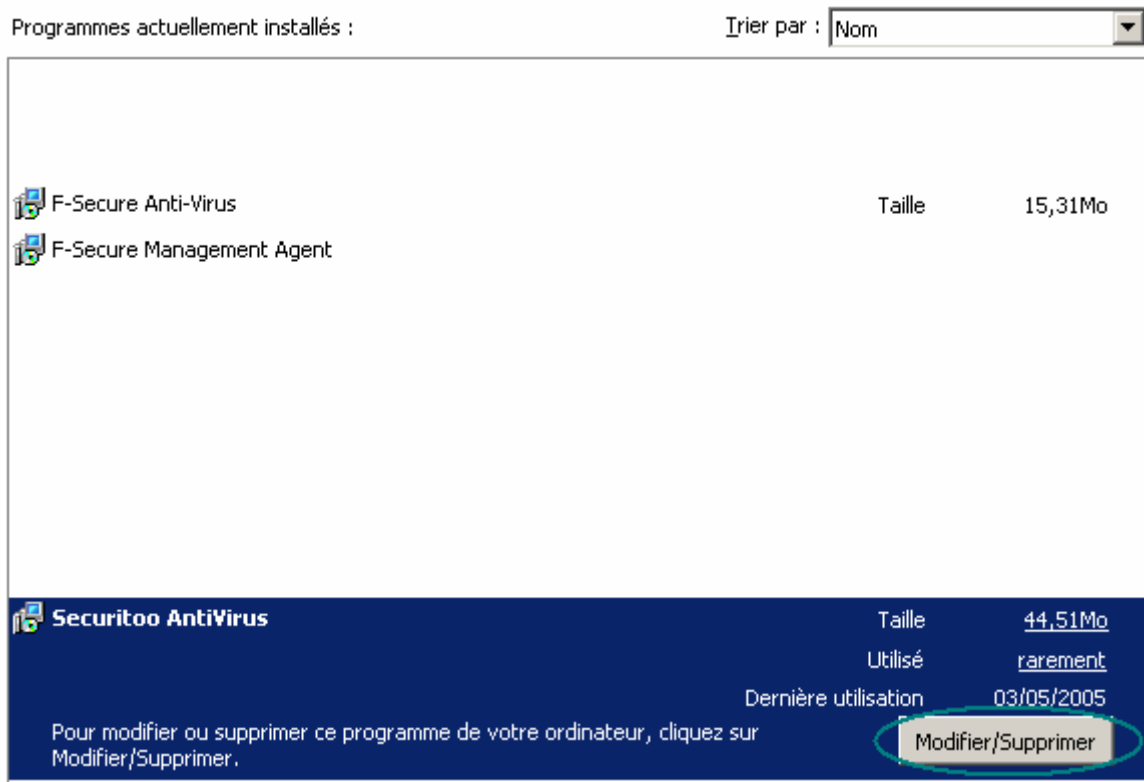 Programmes actuellement installés :
Trier par : Nom
F-Secure Anti-Virus Taille 15,31Mo
F-Secure Management Agent
Securitoo AntiVirus Taille 44,51Mo
Utilisé rarement
Dernière utilisation 03/05/2005
Pour modifier ou supprimer ce programme de votre ordinateur, cliquez sur
Modifier/Supprimer.
Modifier/Supprimer